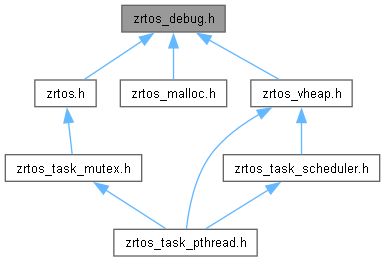 zrtos_debug.h
zrtos.h
zrtos_malloc.h
zrtos_vheap.h
zrtos_task_mutex.h
zrtos_task_scheduler.h
zrtos_task_pthread.h